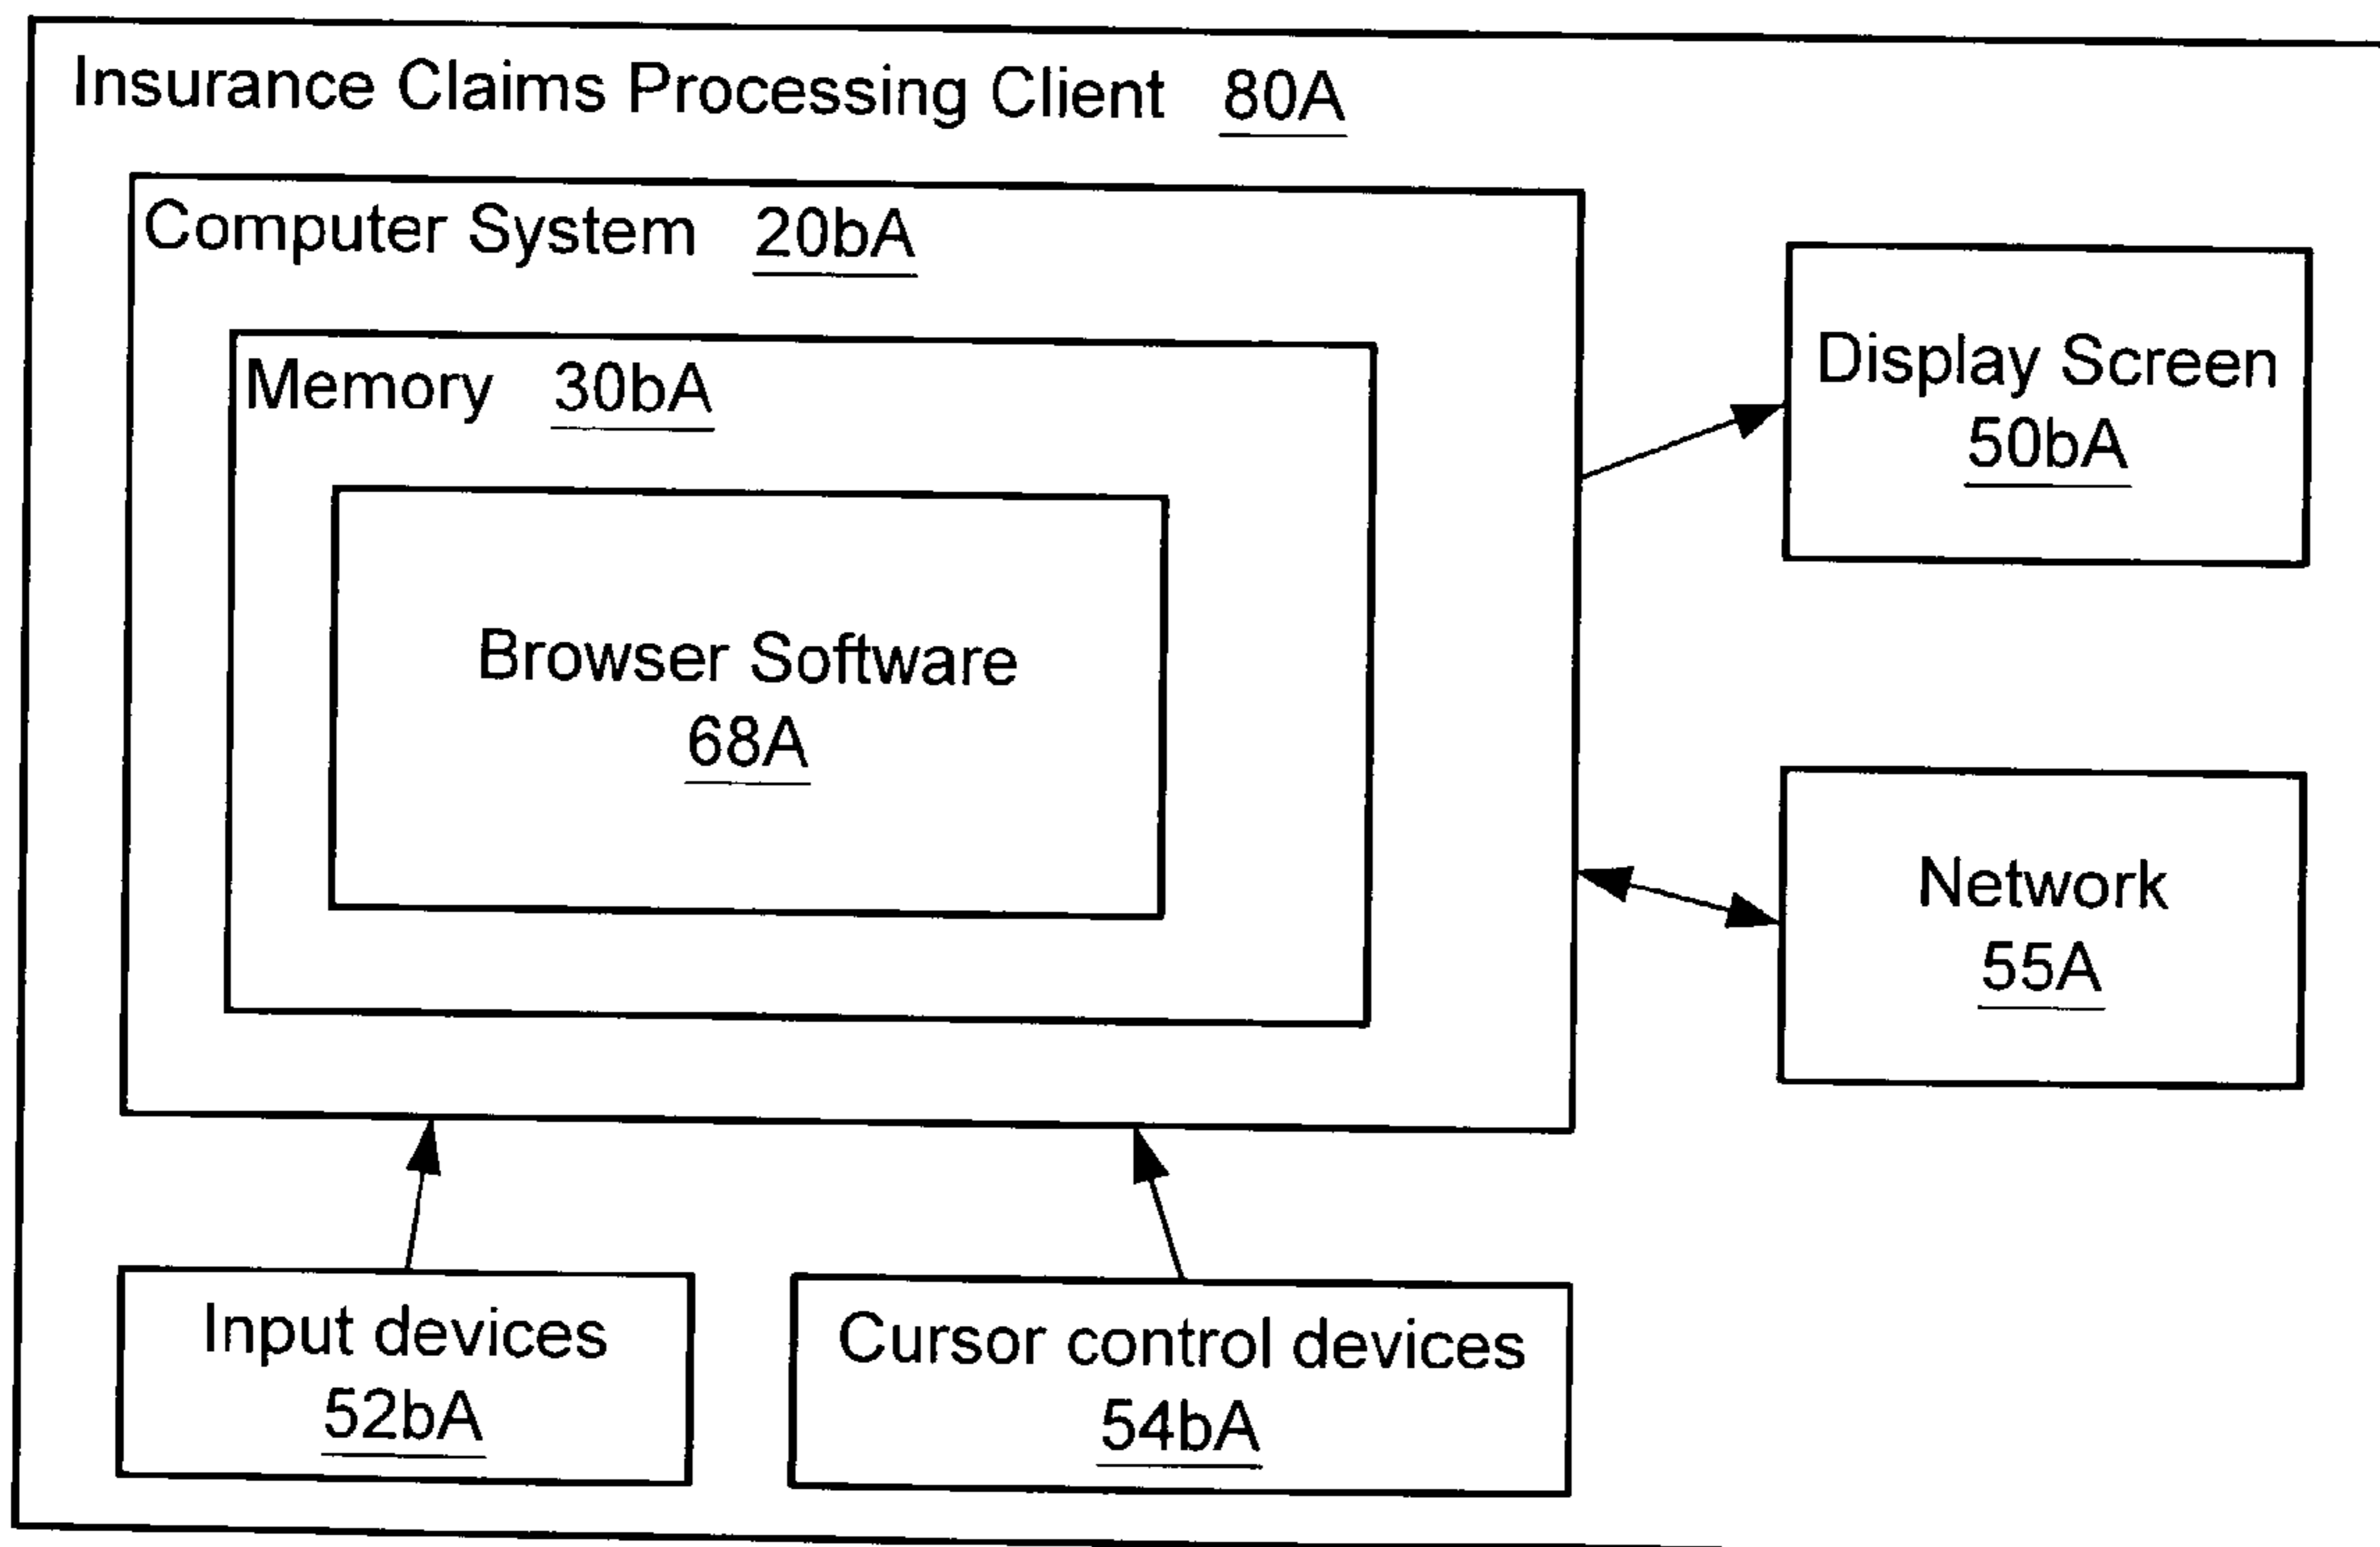 Insurance Claims Processing Client 80A
Computer System 20bA
Memory 30bA
Browser Software
68A
Display Screen
50bA
Network
55A
Input devices
52bA
Cursor control devices
54bA